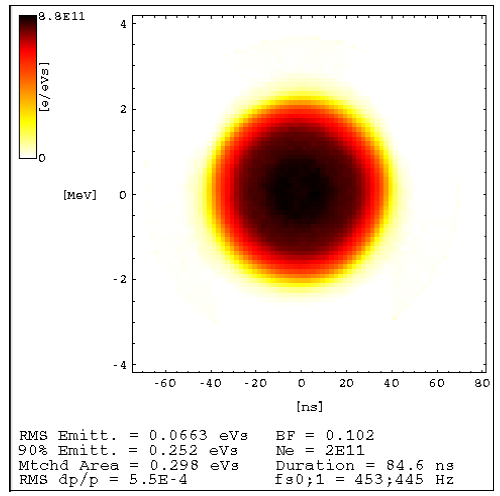 8.8E11
[e/eVs]
0
4
2
[MeV]
0
-2
-4
-60 -40 -20 0 20 40 60 80
[ns]
RMS Emitt. = 0.0663 eVs BF = 0.102
90% Emitt. = 0.252 eVs Ne = 2E11
Mtchd Area = 0.298 eVs Duration = 84.6 ns
RMS dp/p = 5.5E-4 fs0;1 = 453;445 Hz